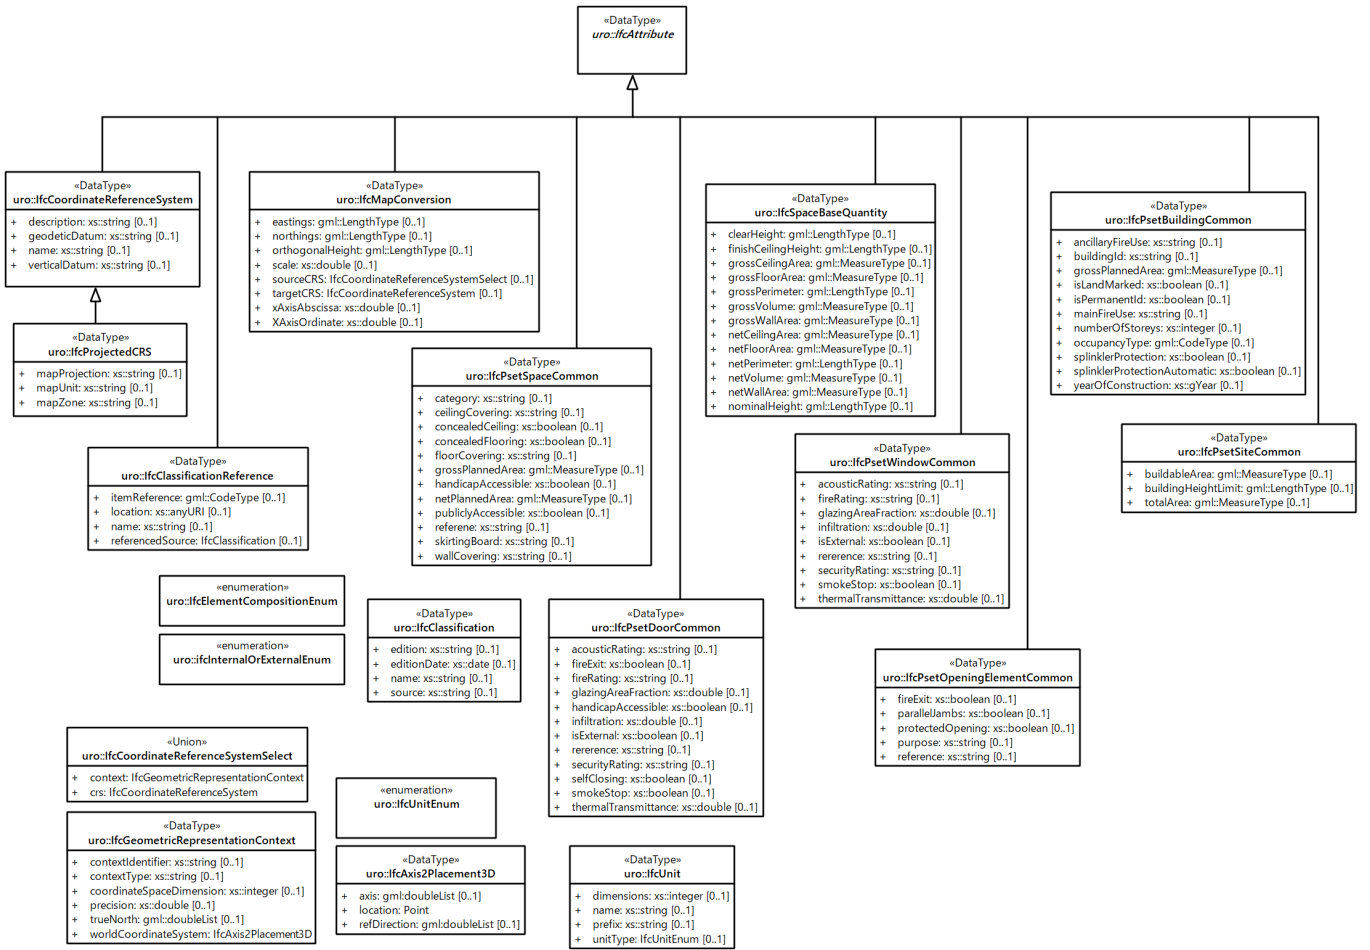 «DataType»
uro::IfcAttribute
«DataType»
uro::IfcCoordinateReferenceSystem
+ description: xs::string [0..1]
+ geodeticDatum: xs::string [0..1]
+ name: xs::string [0..1]
+ verticalDatum: xs::string [0..1]
«DataType»
uro::IfcProjectedCRS
+ mapProjection: xs::string [0..1]
+ mapUnit: xs::string [0..1]
+ mapZone: xs::string [0..1]
«DataType»
uro::IfcMapConversion
+ eastings: gml::LengthType [0..1]
+ northings: gml::LengthType [0..1]
+ orthogonalHeight: gml::LengthType [0..1]
+ scale: xs::double [0..1]
+ sourceCRS: IfcCoordinateReferenceSystemSelect [0..1]
+ targetCRS: IfcCoordinateReferenceSystem [0..1]
+ xAxisAbscissa: xs::double [0..1]
+ XAxisOrdinate: xs::double [0..1]
«DataType»
uro::IfcSpaceBaseQuantity
+ clearHeight: gml::LengthType [0..1]
+ finishCeilingHeight: gml::LengthType [0..1]
+ grossCeilingArea: gml::MeasureType [0..1]
+ grossFloorArea: gml::MeasureType [0..1]
+ grossPerimeter: gml::LengthType [0..1]
+ grossVolume: gml::MeasureType [0..1]
+ grossWallArea: gml::MeasureType [0..1]
+ netCeilingArea: gml::MeasureType [0..1]
+ netFloorArea: gml::MeasureType [0..1]
+ netPerimeter: gml::LengthType [0..1]
+ netVolume: gml::MeasureType [0..1]
+ netWallArea: gml::MeasureType [0..1]
+ nominalHeight: gml::LengthType [0..1]
«DataType»
uro::IfcPsetBuildingCommon
+ ancillaryFireUse: xs::string [0..1]
+ buildingId: xs::string [0..1]
+ grossPlannedArea: gml::MeasureType [0..1]
+ isLandMarked: xs::boolean [0..1]
+ isPermanentId: xs::boolean [0..1]
+ mainFireUse: xs::string [0..1]
+ numberOfStoreys: xs::integer [0..1]
+ occupancyType: gml::CodeType [0..1]
+ splinklerProtection: xs::boolean [0..1]
+ splinklerProtectionAutomatic: xs::boolean [0..1]
+ yearOfConstruction: xs::gYear [0..1]
«DataType»
uro::IfcPsetSpaceCommon
+ category: xs::string [0..1]
+ ceilingCovering: xs::string [0..1]
+ concealedCeiling: xs::boolean [0..1]
+ concealedFlooring: xs::boolean [0..1]
+ floorCovering: xs::string [0..1]
+ grossPlannedArea: gml::MeasureType [0..1]
+ handicapAccessible: xs::boolean [0..1]
+ netPlannedArea: gml::MeasureType [0..1]
+ publiclyAccessible: xs::boolean [0..1]
+ referene: xs::string [0..1]
+ skirtingBoard: xs::string [0..1]
+ wallCovering: xs::string [0..1]
«DataType»
uro::IfcPsetSiteCommon
+ buildableArea: gml::MeasureType [0..1]
+ buildingHeightLimit: gml::LengthType [0..1]
+ totalArea: gml::MeasureType [0..1]
«DataType»
uro::IfcPsetWindowCommon
+ acousticRating: xs::string [0..1]
+ fireRating: xs::string [0..1]
+ glazingAreaFraction: xs::double [0..1]
+ infiltration: xs::double [0..1]
+ isExternal: xs::boolean [0..1]
+ rererence: xs::string [0..1]
+ securityRating: xs::string [0..1]
+ smokeStop: xs::boolean [0..1]
+ thermalTransmittance: xs::double [0..1]
«DataType»
uro::IfcClassificationReference
+ itemReference: gml::CodeType [0..1]
+ location: xs::anyURI [0..1]
+ name: xs::string [0..1]
+ referencedSource: IfcClassification [0..1]
«enumeration»
uro::IfcElementCompositionEnum
«enumeration»
uro::ifcInternalOrExternalEnum
«DataType»
uro::IfcClassification
+ edition: xs::string [0..1]
+ editionDate: xs::date [0..1]
+ name: xs::string [0..1]
+ source: xs::string [0..1]
«DataType»
uro::IfcPsetDoorCommon
+ acousticRating: xs::string [0..1]
+ fireExit: xs::boolean [0..1]
+ fireRating: xs::string [0..1]
+ glazingAreaFraction: xs::double [0..1]
+ handicapAccessible: xs::boolean [0..1]
+ infiltration: xs::double [0..1]
+ isExternal: xs::boolean [0..1]
+ rererence: xs::string [0..1]
+ securityRating: xs::string [0..1]
+ selfClosing: xs::boolean [0..1]
+ smokeStop: xs::boolean [0..1]
+ thermalTransmittance: xs::double [0..1]
«DataType»
uro::IfcPsetOpeningElementCommon
+ fireExit: xs::boolean [0..1]
+ parallelJambs: xs::boolean [0..1]
+ protectedOpening: xs::boolean [0..1]
+ purpose: xs::string [0..1]
+ reference: xs::string [0..1]
«Union»
uro::IfcCoordinateReferenceSystemSelect
+ context: IfcGeometricRepresentationContext
+ crs: IfcCoordinateReferenceSystem
«DataType»
uro::IfcGeometricRepresentationContext
+ contextIdentifier: xs::string [0..1]
+ contextType: xs::string [0..1]
+ coordinateSpaceDimension: xs::integer [0..1]
+ precision: xs::double [0..1]
+ trueNorth: gml::doubleList [0..1]
+ worldCoordinateSystem: IfcAxis2Placement3D
«enumeration»
uro::IfcUnitEnum
«DataType»
uro::IfcAxis2Placement3D
+ axis: gml:doubleList [0..1]
+ location: Point
+ refDirection: gml:doubleList [0..1]
«DataType»
uro::IfcUnit
+ dimensions: xs::integer [0..1]
+ name: xs::string [0..1]
+ prefix: xs::string [0..1]
+ unitType: IfcUnitEnum [0..1]